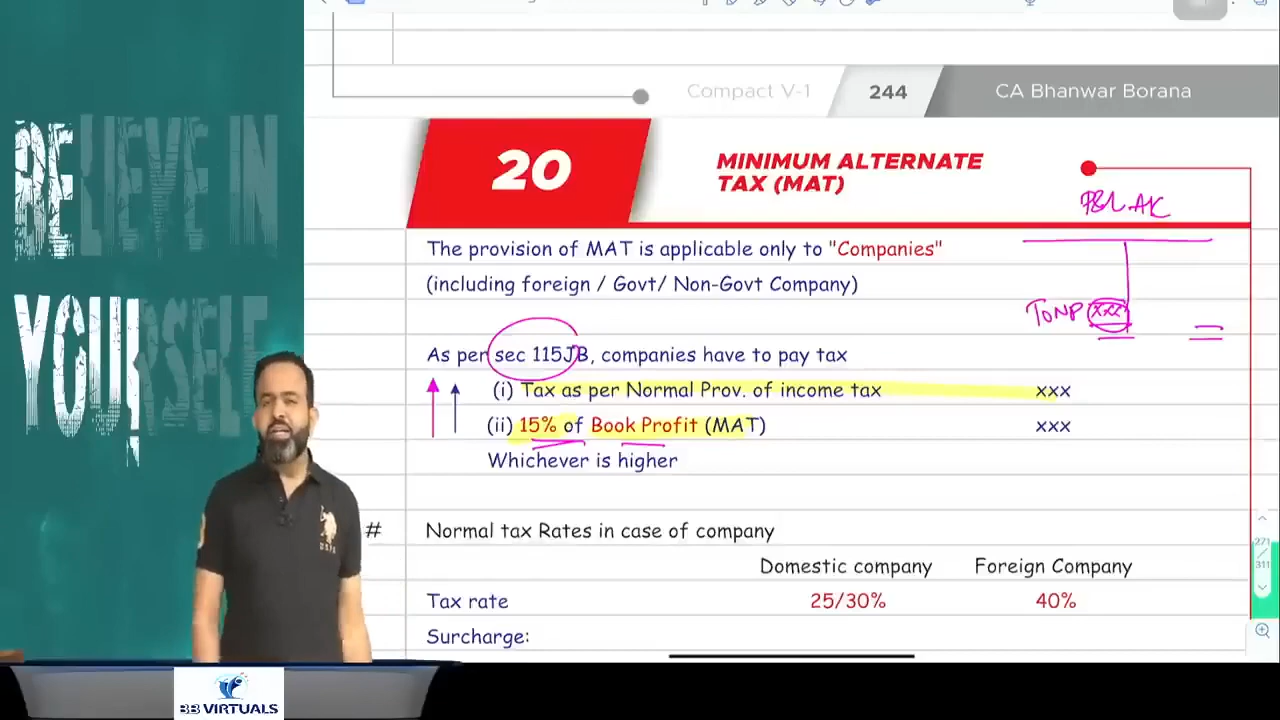 BELIEVE IN
YOURSELF
Compact V-1
244
CA Bhanwar Borana
20
MINIMUM ALTERNATE
TAX (MAT)
P&L A/c
The provision of MAT is applicable only to "Companies"
(including foreign / Govt/ Non-Govt Company)
TONP xxx
As per sec 115JB, companies have to pay tax
(i) Tax as per Normal Prov. of income tax xxx
(ii) 15% of Book Profit (MAT) xxx
Whichever is higher
# Normal tax Rates in case of company
Domestic company Foreign Company
Tax rate 25/30% 40%
Surcharge:
271
311
U.S.P.A.
BB VIRTUALS